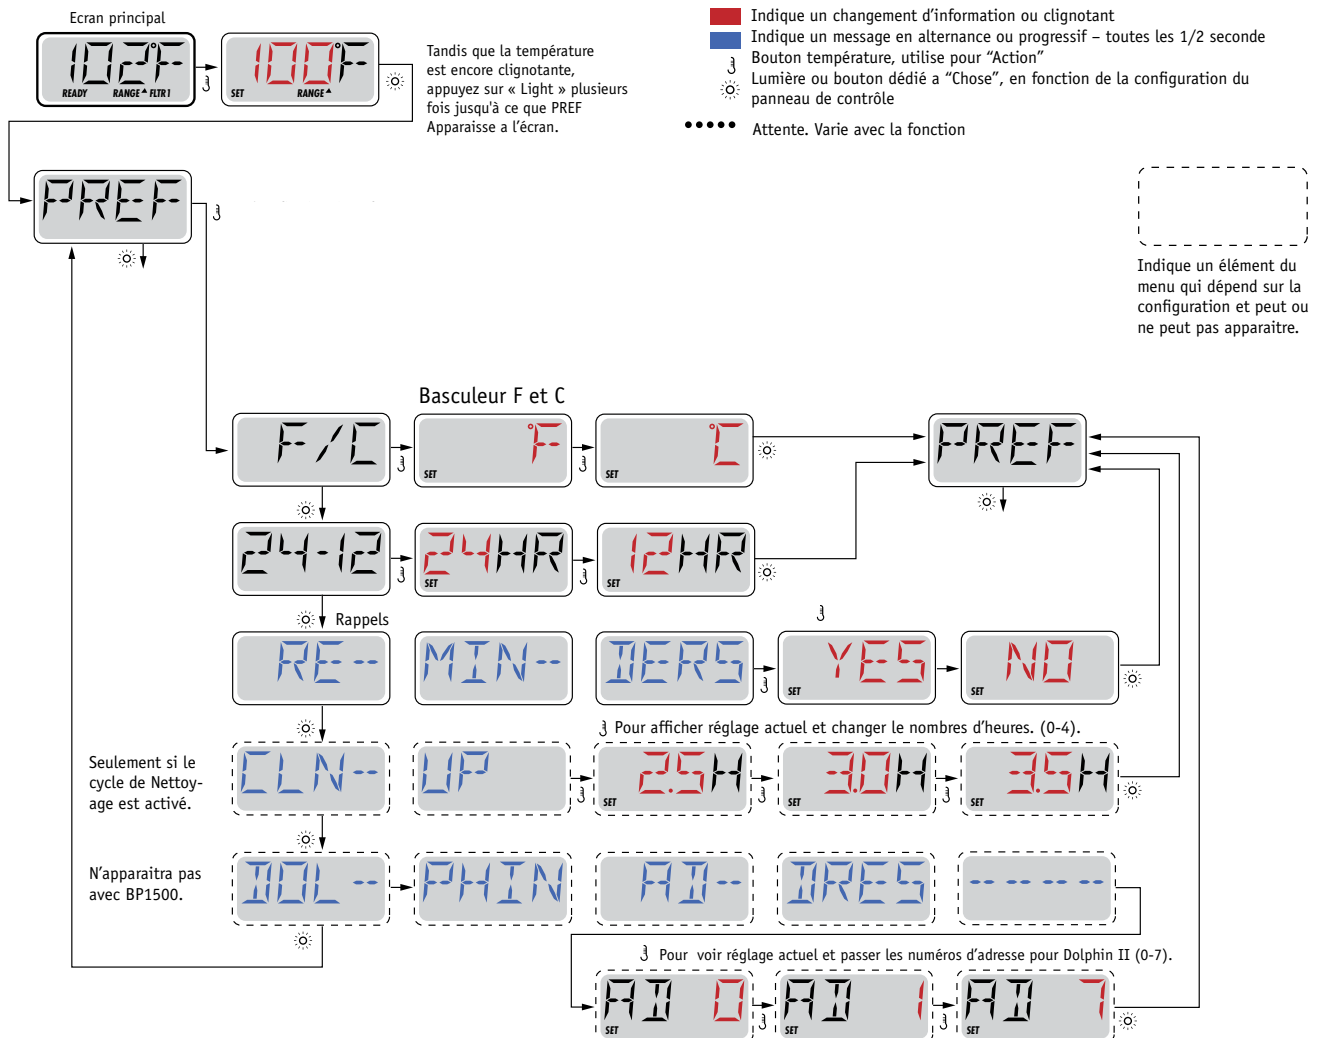 Ecran principal
102°F
READY RANGE FLTR1
100°F
SET RANGE
Tandis que la température
est encore clignotante,
appuyez sur « Light » plusieurs
fois jusqu'à ce que PREF
Apparaisse a l'écran.
Indique un changement d'information ou clignotant
Indique un message en alternance ou progressif – toutes les 1/2 seconde
Bouton température, utilise pour "Action"
Lumière ou bouton dédié a "Chose", en fonction de la configuration du
panneau de contrôle
Attente. Varie avec la fonction
PREF
Indique un élément du
menu qui dépend sur la
configuration et peut ou
ne peut pas apparaitre.
Basculeur F et C
F/C
°F
SET
°C
SET
PREF
24-12
24HR
SET
12HR
SET
Rappels
RE--
MIN--
DERS
YES
SET
NO
SET
Pour afficher réglage actuel et changer le nombres d'heures. (0-4).
Seulement si le
cycle de Nettoy-
age est activé.
CLN--
UP
2.5H
SET
3.0H
SET
3.5H
SET
N'apparaitra pas
avec BP1500.
DOL--
PHIN
AD--
DRES
-- -- -- --
Pour voir réglage actuel et passer les numéros d'adresse pour Dolphin II (0-7).
AD 0
SET
AD 1
SET
AD 7
SET